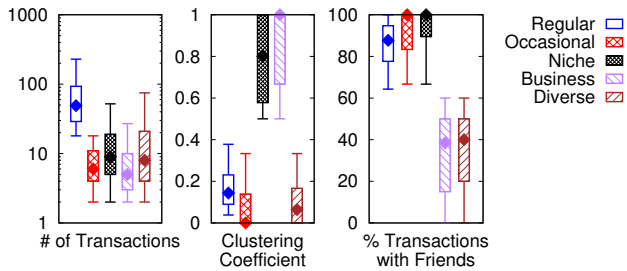 1000
100
10
1
# of Transactions
1
0.8
0.6
0.4
0.2
0
Clustering
Coefficient
100
80
60
40
20
0
% Transactions
with Friends
Regular
Occasional
Niche
Business
Diverse